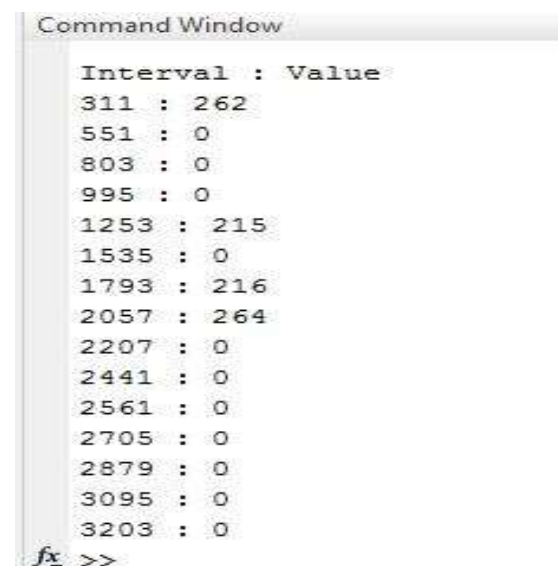 Command Window
Interval : Value
311 : 262
551 : 0
803 : 0
995 : 0
1253 : 215
1535 : 0
1793 : 216
2057 : 264
2207 : 0
2441 : 0
2561 : 0
2705 : 0
2879 : 0
3095 : 0
3203 : 0
fx >>